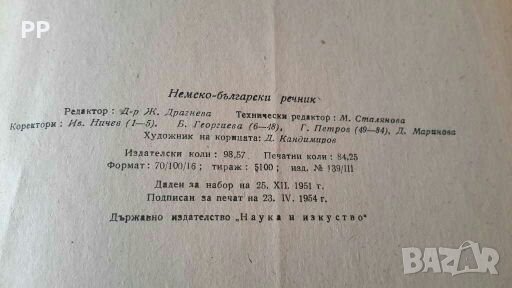 PP
Немско-български речник
Редактор: Д-р Ж. Драгнева Технически редактор: М. Сталянова
Коректори: Ив. Ничев (1—5), Б. Георгиева (6—48), Г. Петров (49—84), Д. Маринова
Художник на корицата: Д. Кандимиров
Издателски коли: 98,57 Печатни коли: 84,25
Формат: 70/100/16; тираж: 5100; изд. № 139/III
Даден за набор на 25. XII. 1951 г.
Подписан за печат на 23. IV. 1954 г.
Държавно издателство „Наука и изкуство“
BAZAR